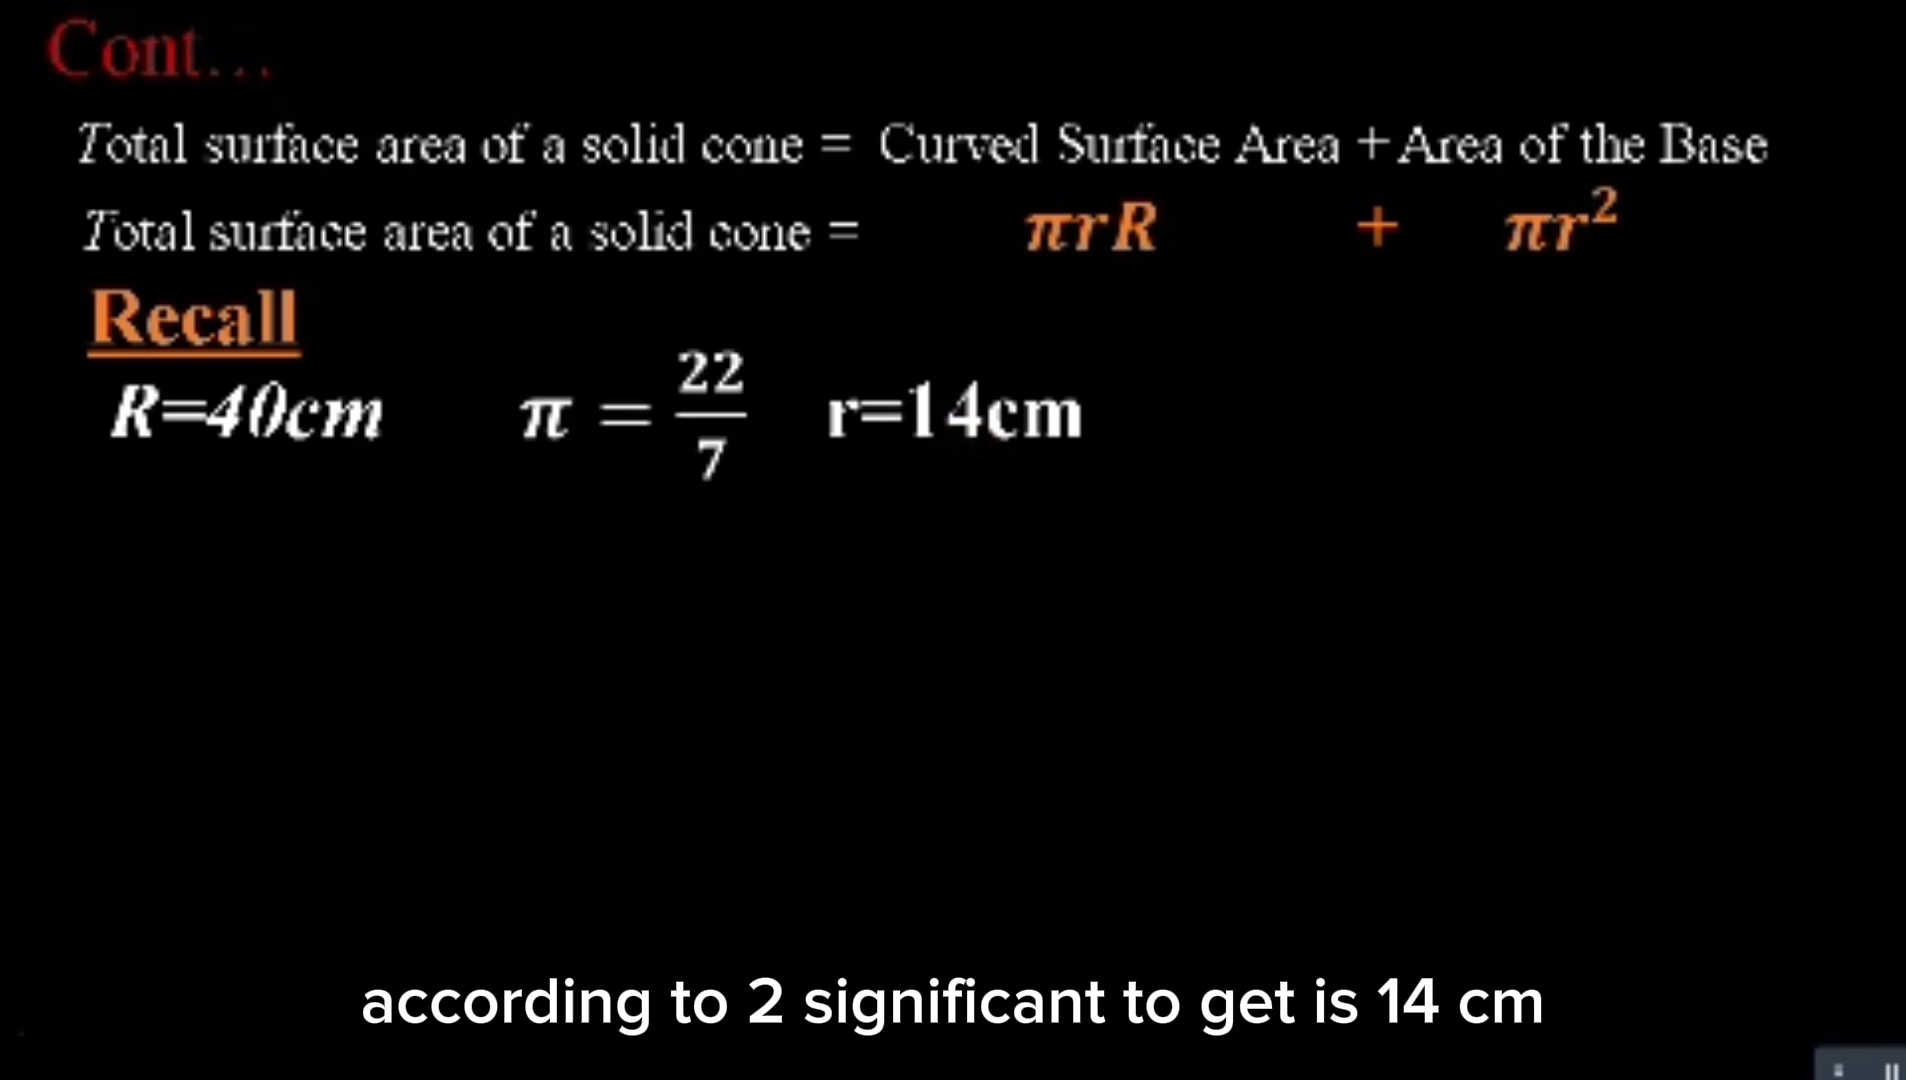 Cont...
Total surface area of a solid cone = Curved Surface Area + Area of the Base
Total surface area of a solid cone = πrR + πr²
Recall
R=40cm π = 22/7 r=14cm
according to 2 significant to get is 14 cm